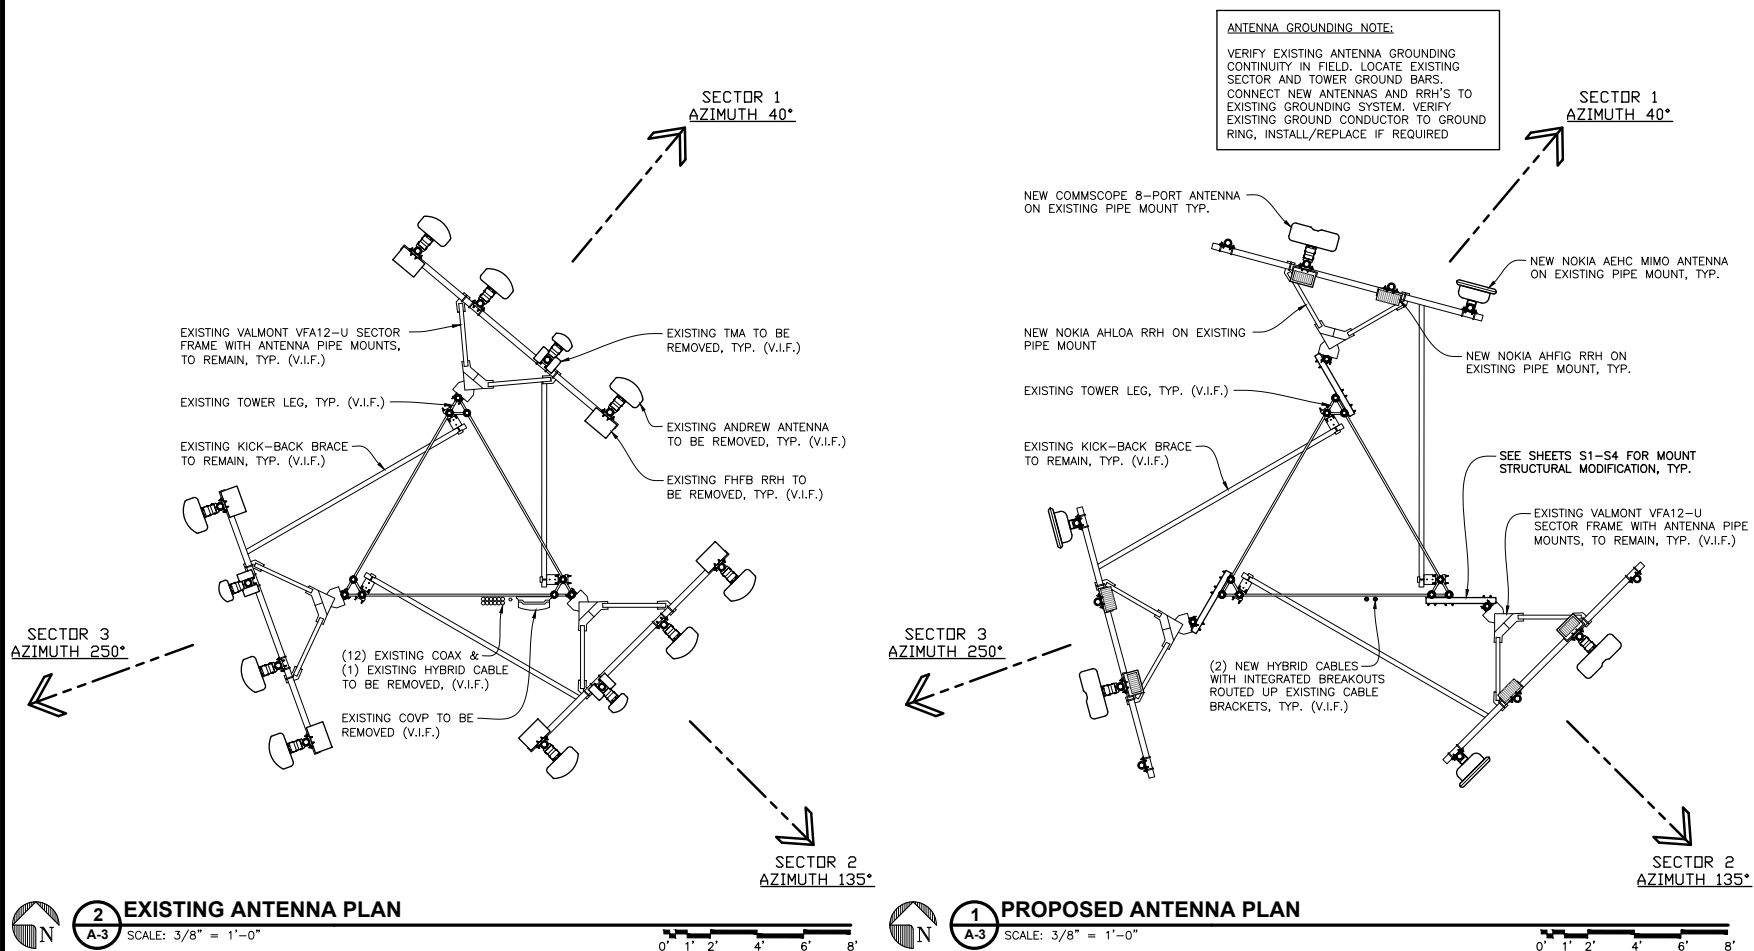 SECTOR 1
AZIMUTH 40°
EXISTING VALMONT VFA12-U SECTOR
FRAME WITH ANTENNA PIPE MOUNTS,
TO REMAIN, TYP. (V.I.F.)
EXISTING TMA TO BE
REMOVED, TYP. (V.I.F.)
EXISTING TOWER LEG, TYP. (V.I.F.)
EXISTING ANDREW ANTENNA
TO BE REMOVED, TYP. (V.I.F.)
EXISTING KICK-BACK BRACE
TO REMAIN, TYP. (V.I.F.)
EXISTING FHFB RRH TO
BE REMOVED, TYP. (V.I.F.)
SECTOR 3
AZIMUTH 250°
(12) EXISTING COAX &
(1) EXISTING HYBRID CABLE
TO BE REMOVED, (V.I.F.)
EXISTING COVP TO BE
REMOVED (V.I.F.)
SECTOR 2
AZIMUTH 135°
N
2
A-3
EXISTING ANTENNA PLAN
SCALE: 3/8" = 1'-0"
0' 1' 2' 4' 6' 8'
ANTENNA GROUNDING NOTE:
VERIFY EXISTING ANTENNA GROUNDING
CONTINUITY IN FIELD. LOCATE EXISTING
SECTOR AND TOWER GROUND BARS.
CONNECT NEW ANTENNAS AND RRH'S TO
EXISTING GROUNDING SYSTEM. VERIFY
EXISTING GROUND CONDUCTOR TO GROUND
RING, INSTALL/REPLACE IF REQUIRED
SECTOR 1
AZIMUTH 40°
NEW COMMSCOPE 8-PORT ANTENNA
ON EXISTING PIPE MOUNT TYP.
NEW NOKIA AEHC MIMO ANTENNA
ON EXISTING PIPE MOUNT, TYP.
NEW NOKIA AHLOA RRH ON EXISTING
PIPE MOUNT
NEW NOKIA AHFIG RRH ON
EXISTING PIPE MOUNT, TYP.
EXISTING TOWER LEG, TYP. (V.I.F.)
EXISTING KICK-BACK BRACE
TO REMAIN, TYP. (V.I.F.)
SEE SHEETS S1-S4 FOR MOUNT
STRUCTURAL MODIFICATION, TYP.
EXISTING VALMONT VFA12-U
SECTOR FRAME WITH ANTENNA PIPE
MOUNTS, TO REMAIN, TYP. (V.I.F.)
SECTOR 3
AZIMUTH 250°
(2) NEW HYBRID CABLES
WITH INTEGRATED BREAKOUTS
ROUTED UP EXISTING CABLE
BRACKETS, TYP. (V.I.F.)
SECTOR 2
AZIMUTH 135°
N
1
A-3
PROPOSED ANTENNA PLAN
SCALE: 3/8" = 1'-0"
0' 1' 2' 4' 6' 8'